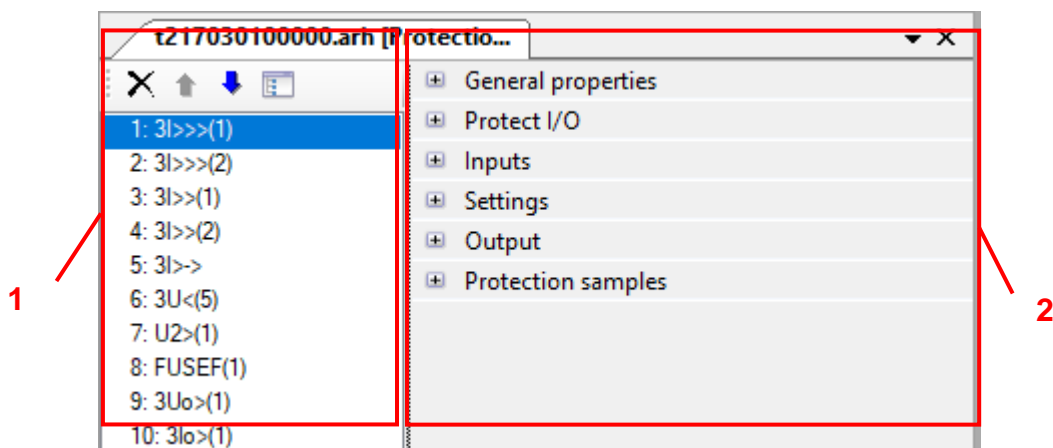 t217030100000.arh [Protectio...
1: 3I>>>(1)
2: 3I>>>(2)
3: 3I>>(1)
4: 3I>>(2)
5: 3I>->
6: 3U<(5)
7: U2>(1)
8: FUSEF(1)
9: 3Uo>(1)
10: 3Io>(1)
General properties
Protect I/O
Inputs
Settings
Output
Protection samples
1
2